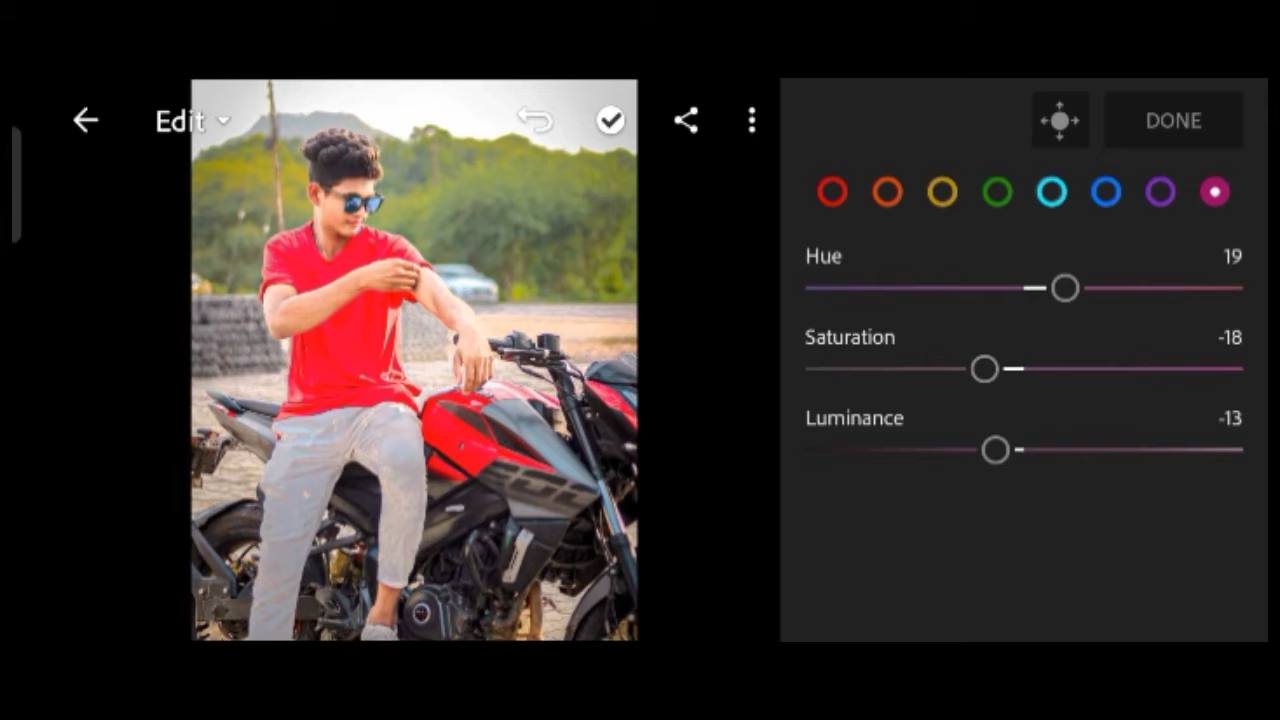 Edit
DONE
Hue 19
Saturation -18
Luminance -13